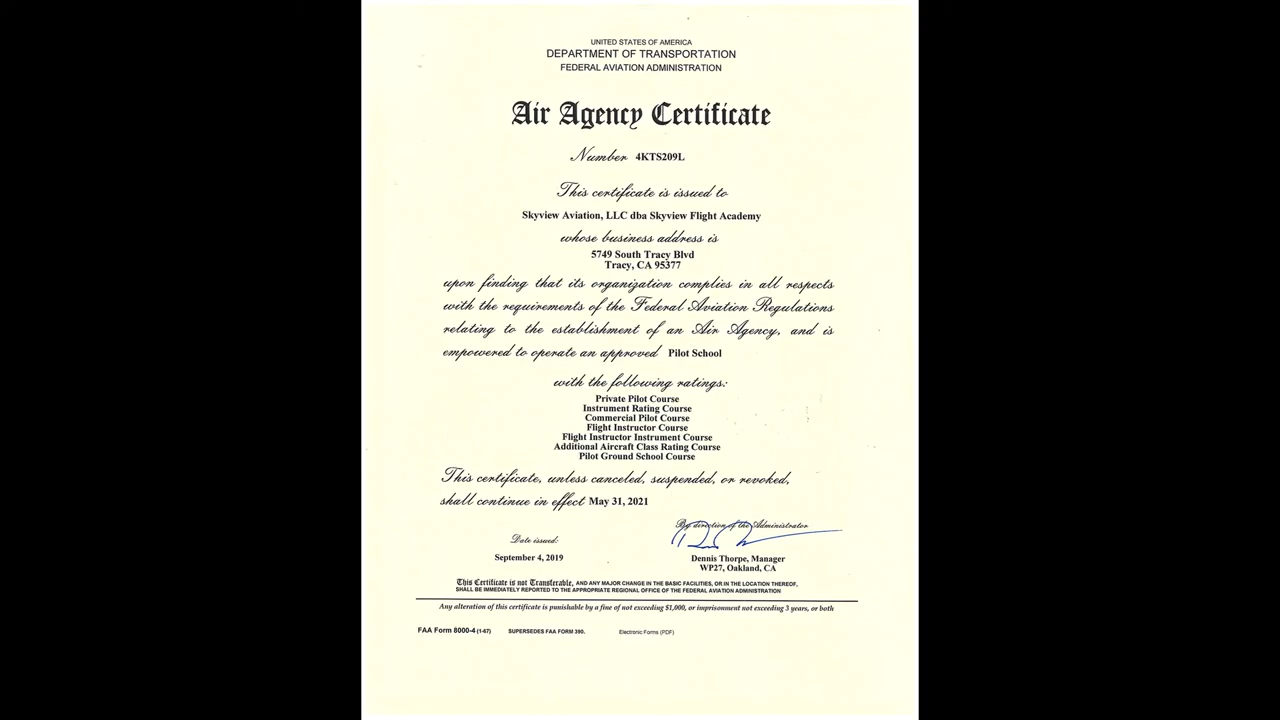 UNITED STATES OF AMERICA
DEPARTMENT OF TRANSPORTATION
FEDERAL AVIATION ADMINISTRATION
Air Agency Certificate
Number 4KTS209L
This certificate is issued to
Skyview Aviation, LLC dba Skyview Flight Academy
whose business address is
5749 South Tracy Blvd
Tracy, CA 95377
upon finding that its organization complies in all respects
with the requirements of the Federal Aviation Regulations
relating to the establishment of an Air Agency, and is
empowered to operate an approved Pilot School
with the following ratings:
Private Pilot Course
Instrument Rating Course
Commercial Pilot Course
Flight Instructor Course
Flight Instructor Instrument Course
Additional Aircraft Class Rating Course
Pilot Ground School Course
This certificate, unless canceled, suspended, or revoked,
shall continue in effect May 31, 2021
By direction of the Administrator
Date issued:
September 4, 2019
Dennis Thorpe, Manager
WP27, Oakland, CA
This Certificate is not Transferable, AND ANY MAJOR CHANGE IN THE BASIC FACILITIES, OR IN THE LOCATION THEREOF,
SHALL BE IMMEDIATELY REPORTED TO THE APPROPRIATE REGIONAL OFFICE OF THE FEDERAL AVIATION ADMINISTRATION
Any alteration of this certificate is punishable by a fine of not exceeding $1,000, or imprisonment not exceeding 3 years, or both
FAA Form 8000-4 (1-67) SUPERSEDES FAA FORM 390. Electronic Forms (PDF)